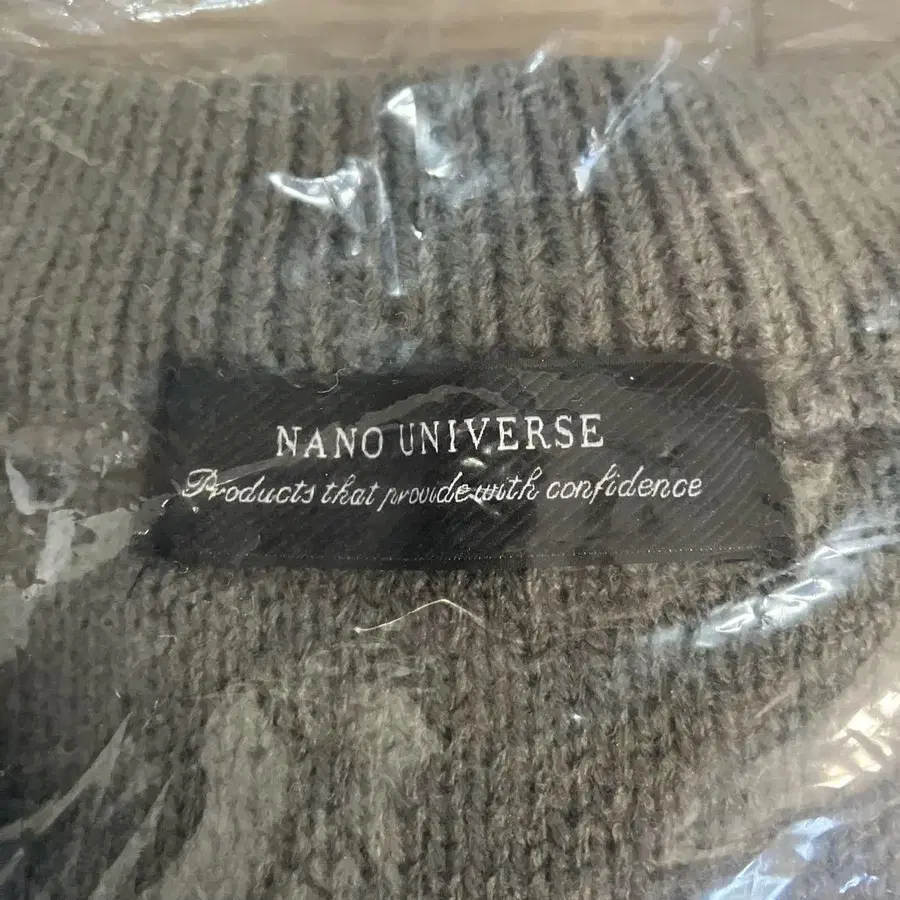 NANO UNIVERSE
Products that provide with confidence